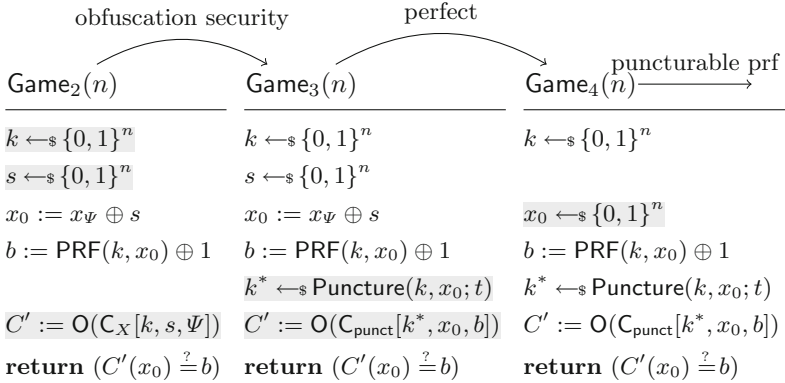 obfuscation security
perfect
puncturable prf
Game₂(n)
k ←$ {0, 1}ⁿ
s ←$ {0, 1}ⁿ
x₀ := x_Ψ ⊕ s
b := PRF(k, x₀) ⊕ 1
C′ := O(C_X[k, s, Ψ])
return (C′(x₀) ≟ b)
Game₃(n)
k ←$ {0, 1}ⁿ
s ←$ {0, 1}ⁿ
x₀ := x_Ψ ⊕ s
b := PRF(k, x₀) ⊕ 1
k* ←$ Puncture(k, x₀; t)
C′ := O(C_punct[k*, x₀, b])
return (C′(x₀) ≟ b)
Game₄(n)
k ←$ {0, 1}ⁿ
x₀ ←$ {0, 1}ⁿ
b := PRF(k, x₀) ⊕ 1
k* ←$ Puncture(k, x₀; t)
C′ := O(C_punct[k*, x₀, b])
return (C′(x₀) ≟ b)